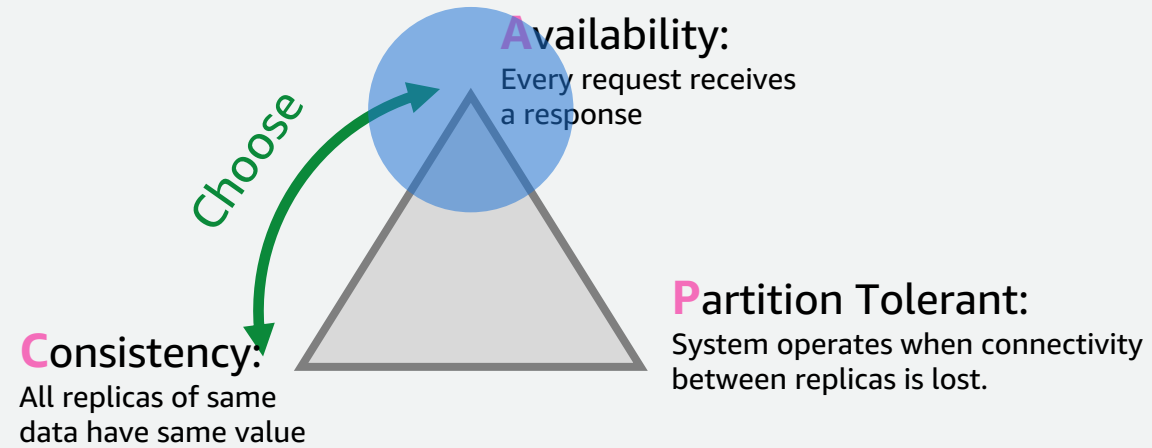 Availability:
Every request receives
a response
Choose
Partition Tolerant:
System operates when connectivity
between replicas is lost.
Consistency:
All replicas of same
data have same value